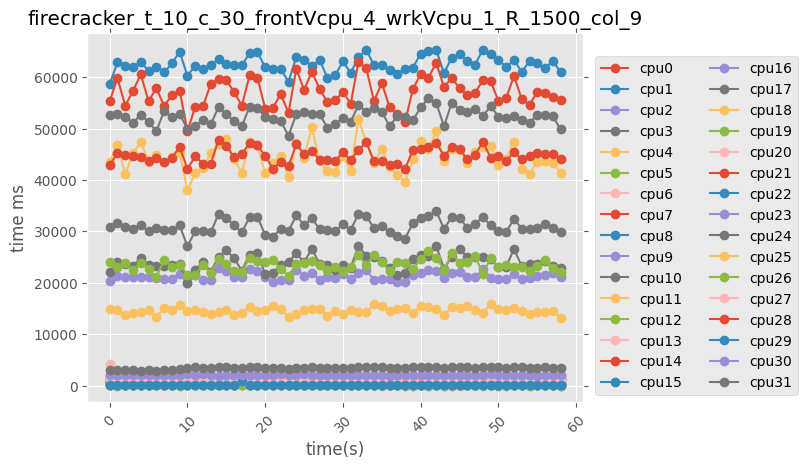 firecracker_t_10_c_30_frontVcpu_4_wrkVcpu_1_R_1500_col_9
60000
50000
40000
30000
20000
10000
0
time ms
0 10 20 30 40 50 60
time(s)
cpu0 cpu16
cpu1 cpu17
cpu2 cpu18
cpu3 cpu19
cpu4 cpu20
cpu5 cpu21
cpu6 cpu22
cpu7 cpu23
cpu8 cpu24
cpu9 cpu25
cpu10 cpu26
cpu11 cpu27
cpu12 cpu28
cpu13 cpu29
cpu14 cpu30
cpu15 cpu31